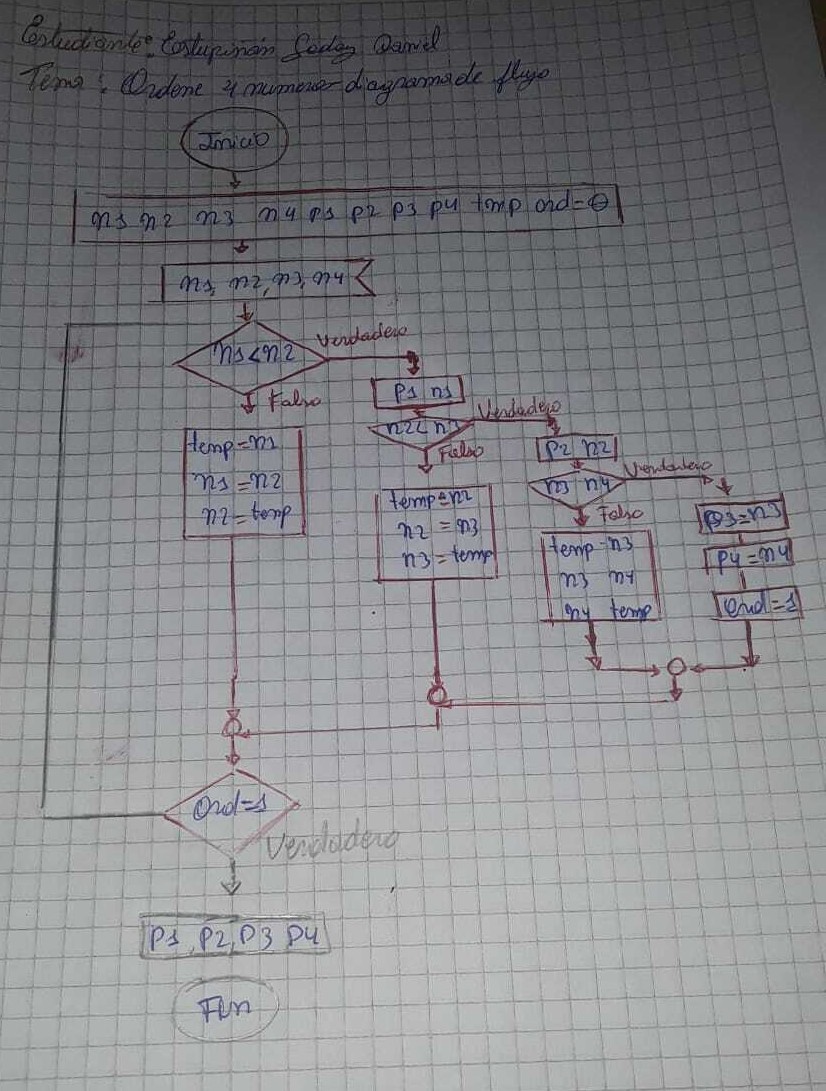 Estudiante: Estupiñán Godoy Daniel
Tema: Ordene 4 numeros diagrama de flujo
Inicio
n1 n2 n3 n4 p1 p2 p3 p4 tmp ord=0
n1, n2, n3, n4
n1<n2
Verdadero
Falso
temp=n1
n1=n2
n2=temp
P1 n1
n2< n3
Verdadero
Falso
temp=n2
n2=n3
n3=temp
P2 n2
n3 n4
Verdadero
Falso
temp=n3
n3 n4
n4 temp
P3=n3
P4=n4
Ord=1
Ord=1
Verdadero
P1 P2, P3 P4
Fin